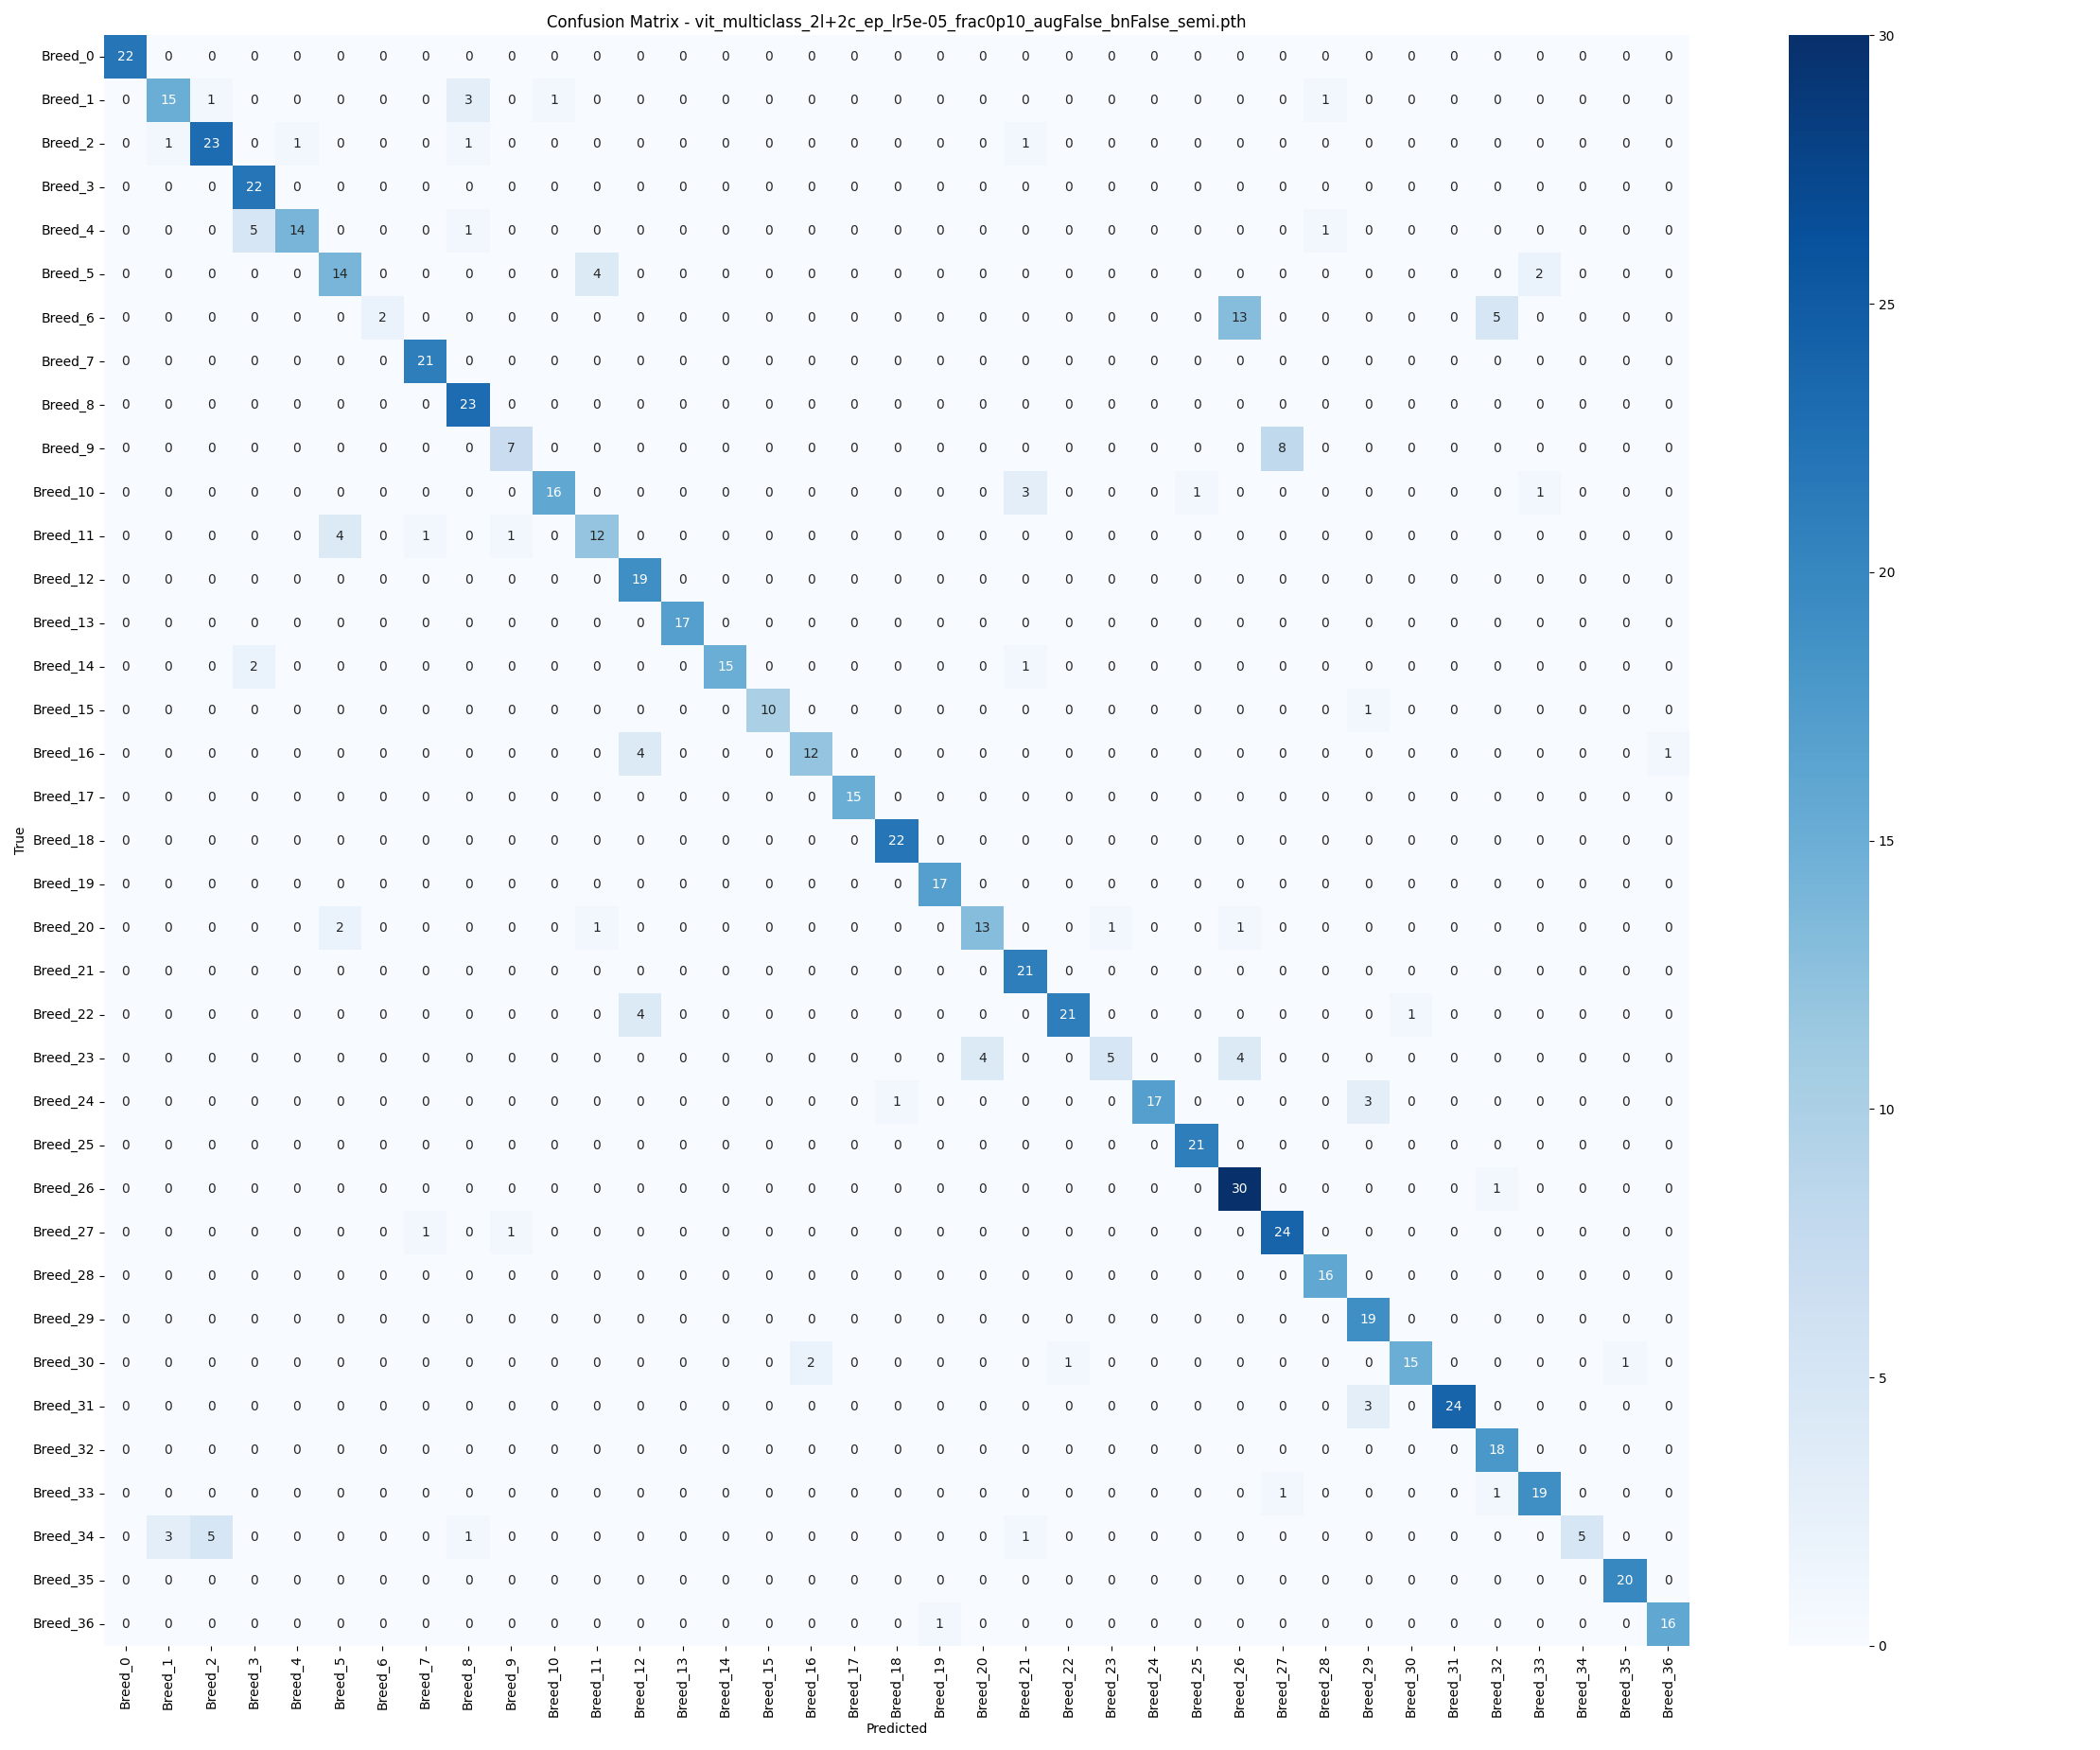 Confusion Matrix - vit_multiclass_2l+2c_ep_lr5e-05_frac0p10_augFalse_bnFalse_semi.pth
Breed_0 22 0 0 0 0 0 0 0 0 0 0 0 0 0 0 0 0 0 0 0 0 0 0 0 0 0 0 0 0 0 0 0 0 0 0 0 0
Breed_1 0 15 1 0 0 0 0 0 3 0 1 0 0 0 0 0 0 0 0 0 0 0 0 0 0 0 0 0 1 0 0 0 0 0 0 0 0
Breed_2 0 1 23 0 1 0 0 0 1 0 0 0 0 0 0 0 0 0 0 0 0 1 0 0 0 0 0 0 0 0 0 0 0 0 0 0 0
Breed_3 0 0 0 22 0 0 0 0 0 0 0 0 0 0 0 0 0 0 0 0 0 0 0 0 0 0 0 0 0 0 0 0 0 0 0 0 0
Breed_4 0 0 0 5 14 0 0 0 1 0 0 0 0 0 0 0 0 0 0 0 0 0 0 0 0 0 0 0 1 0 0 0 0 0 0 0 0
Breed_5 0 0 0 0 0 14 0 0 0 0 0 4 0 0 0 0 0 0 0 0 0 0 0 0 0 0 0 0 0 0 0 0 0 2 0 0 0
Breed_6 0 0 0 0 0 0 2 0 0 0 0 0 0 0 0 0 0 0 0 0 0 0 0 0 0 0 13 0 0 0 0 0 5 0 0 0 0
Breed_7 0 0 0 0 0 0 0 21 0 0 0 0 0 0 0 0 0 0 0 0 0 0 0 0 0 0 0 0 0 0 0 0 0 0 0 0 0
Breed_8 0 0 0 0 0 0 0 0 23 0 0 0 0 0 0 0 0 0 0 0 0 0 0 0 0 0 0 0 0 0 0 0 0 0 0 0 0
Breed_9 0 0 0 0 0 0 0 0 0 7 0 0 0 0 0 0 0 0 0 0 0 0 0 0 0 0 0 8 0 0 0 0 0 0 0 0 0
Breed_10 0 0 0 0 0 0 0 0 0 0 16 0 0 0 0 0 0 0 0 0 0 3 0 0 0 1 0 0 0 0 0 0 0 1 0 0 0
Breed_11 0 0 0 0 0 4 0 1 0 1 0 12 0 0 0 0 0 0 0 0 0 0 0 0 0 0 0 0 0 0 0 0 0 0 0 0 0
Breed_12 0 0 0 0 0 0 0 0 0 0 0 0 19 0 0 0 0 0 0 0 0 0 0 0 0 0 0 0 0 0 0 0 0 0 0 0 0
Breed_13 0 0 0 0 0 0 0 0 0 0 0 0 0 17 0 0 0 0 0 0 0 0 0 0 0 0 0 0 0 0 0 0 0 0 0 0 0
Breed_14 0 0 0 2 0 0 0 0 0 0 0 0 0 0 15 0 0 0 0 0 0 1 0 0 0 0 0 0 0 0 0 0 0 0 0 0 0
Breed_15 0 0 0 0 0 0 0 0 0 0 0 0 0 0 0 10 0 0 0 0 0 0 0 0 0 0 0 0 0 1 0 0 0 0 0 0 0
Breed_16 0 0 0 0 0 0 0 0 0 0 0 0 4 0 0 0 12 0 0 0 0 0 0 0 0 0 0 0 0 0 0 0 0 0 0 0 1
Breed_17 0 0 0 0 0 0 0 0 0 0 0 0 0 0 0 0 0 15 0 0 0 0 0 0 0 0 0 0 0 0 0 0 0 0 0 0 0
Breed_18 0 0 0 0 0 0 0 0 0 0 0 0 0 0 0 0 0 0 22 0 0 0 0 0 0 0 0 0 0 0 0 0 0 0 0 0 0
Breed_19 0 0 0 0 0 0 0 0 0 0 0 0 0 0 0 0 0 0 0 17 0 0 0 0 0 0 0 0 0 0 0 0 0 0 0 0 0
Breed_20 0 0 0 0 0 2 0 0 0 0 0 1 0 0 0 0 0 0 0 0 13 0 0 1 0 0 1 0 0 0 0 0 0 0 0 0 0
Breed_21 0 0 0 0 0 0 0 0 0 0 0 0 0 0 0 0 0 0 0 0 0 21 0 0 0 0 0 0 0 0 0 0 0 0 0 0 0
Breed_22 0 0 0 0 0 0 0 0 0 0 0 0 4 0 0 0 0 0 0 0 0 0 21 0 0 0 0 0 0 0 1 0 0 0 0 0 0
Breed_23 0 0 0 0 0 0 0 0 0 0 0 0 0 0 0 0 0 0 0 0 4 0 0 5 0 0 4 0 0 0 0 0 0 0 0 0 0
Breed_24 0 0 0 0 0 0 0 0 0 0 0 0 0 0 0 0 0 0 1 0 0 0 0 0 17 0 0 0 0 3 0 0 0 0 0 0 0
Breed_25 0 0 0 0 0 0 0 0 0 0 0 0 0 0 0 0 0 0 0 0 0 0 0 0 0 21 0 0 0 0 0 0 0 0 0 0 0
Breed_26 0 0 0 0 0 0 0 0 0 0 0 0 0 0 0 0 0 0 0 0 0 0 0 0 0 0 30 0 0 0 0 0 1 0 0 0 0
Breed_27 0 0 0 0 0 0 0 1 0 1 0 0 0 0 0 0 0 0 0 0 0 0 0 0 0 0 0 24 0 0 0 0 0 0 0 0 0
Breed_28 0 0 0 0 0 0 0 0 0 0 0 0 0 0 0 0 0 0 0 0 0 0 0 0 0 0 0 0 16 0 0 0 0 0 0 0 0
Breed_29 0 0 0 0 0 0 0 0 0 0 0 0 0 0 0 0 0 0 0 0 0 0 0 0 0 0 0 0 0 19 0 0 0 0 0 0 0
Breed_30 0 0 0 0 0 0 0 0 0 0 0 0 0 0 0 0 2 0 0 0 0 0 1 0 0 0 0 0 0 0 15 0 0 0 0 1 0
Breed_31 0 0 0 0 0 0 0 0 0 0 0 0 0 0 0 0 0 0 0 0 0 0 0 0 0 0 0 0 0 3 0 24 0 0 0 0 0
Breed_32 0 0 0 0 0 0 0 0 0 0 0 0 0 0 0 0 0 0 0 0 0 0 0 0 0 0 0 0 0 0 0 0 18 0 0 0 0
Breed_33 0 0 0 0 0 0 0 0 0 0 0 0 0 0 0 0 0 0 0 0 0 0 0 0 0 0 0 1 0 0 0 0 1 19 0 0 0
Breed_34 0 3 5 0 0 0 0 0 1 0 0 0 0 0 0 0 0 0 0 0 0 1 0 0 0 0 0 0 0 0 0 0 0 0 5 0 0
Breed_35 0 0 0 0 0 0 0 0 0 0 0 0 0 0 0 0 0 0 0 0 0 0 0 0 0 0 0 0 0 0 0 0 0 0 0 20 0
Breed_36 0 0 0 0 0 0 0 0 0 0 0 0 0 0 0 0 0 0 0 1 0 0 0 0 0 0 0 0 0 0 0 0 0 0 0 0 16
True
Breed_0 Breed_1 Breed_2 Breed_3 Breed_4 Breed_5 Breed_6 Breed_7 Breed_8 Breed_9 Breed_10 Breed_11 Breed_12 Breed_13 Breed_14 Breed_15 Breed_16 Breed_17 Breed_18 Breed_19 Breed_20 Breed_21 Breed_22 Breed_23 Breed_24 Breed_25 Breed_26 Breed_27 Breed_28 Breed_29 Breed_30 Breed_31 Breed_32 Breed_33 Breed_34 Breed_35 Breed_36
Predicted
30
25
20
15
10
5
0